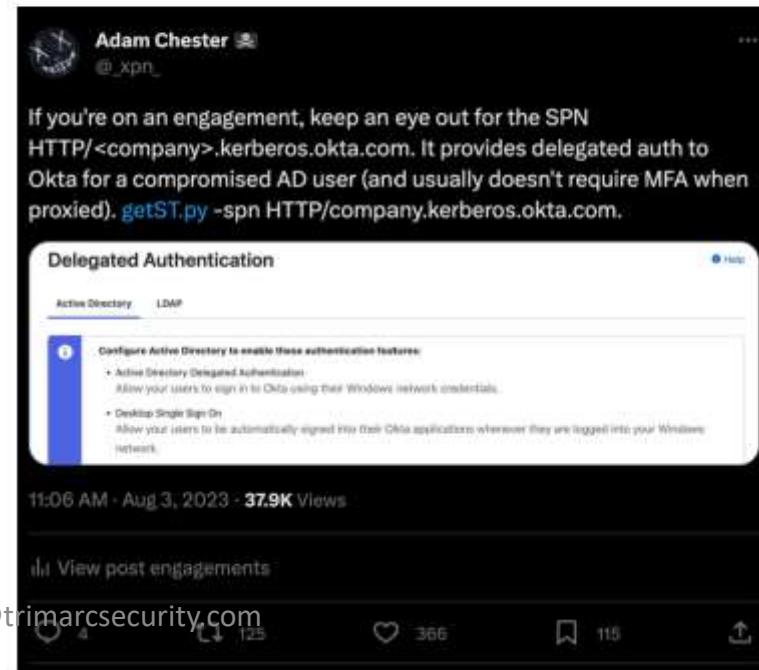 Adam Chester
@_xpn_
If you're on an engagement, keep an eye out for the SPN
HTTP/<company>.kerberos.okta.com. It provides delegated auth to
Okta for a compromised AD user (and usually doesn't require MFA when
proxied). getST.py -spn HTTP/company.kerberos.okta.com.
Delegated Authentication
Help
Active Directory LDAP
Configure Active Directory to enable these authentication features:
• Active Directory Delegated Authentication
Allow your users to sign in to Okta using their Windows network credentials.
• Desktop Single Sign On
Allow your users to be automatically signed into their Okta applications whenever they are logged into your Windows
network.
11:06 AM · Aug 3, 2023 · 37.9K Views
View post engagements
trimarcsecurity.com
4 125 366 115